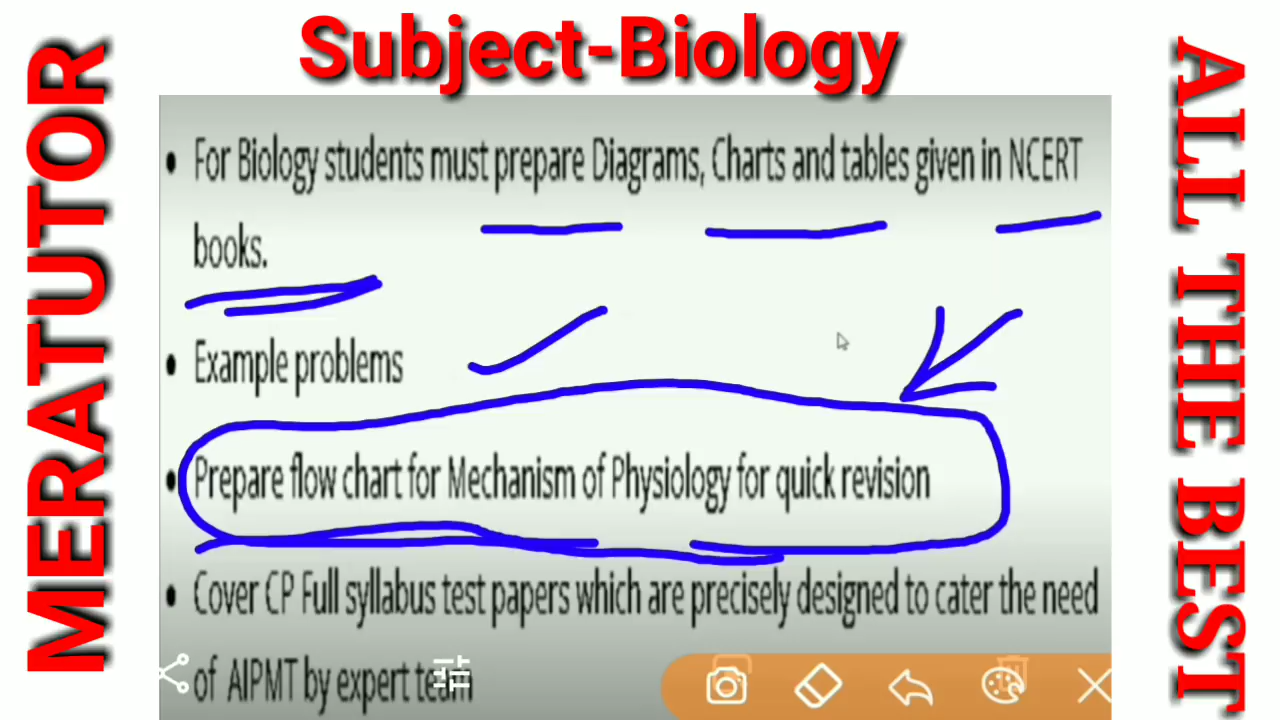 Subject-Biology
MERATUTOR
ALL THE BEST
• For Biology students must prepare Diagrams, Charts and tables given in NCERT
books.
• Example problems
• Prepare flow chart for Mechanism of Physiology for quick revision
• Cover CP Full syllabus test papers which are precisely designed to cater the need
of AIPMT by expert team